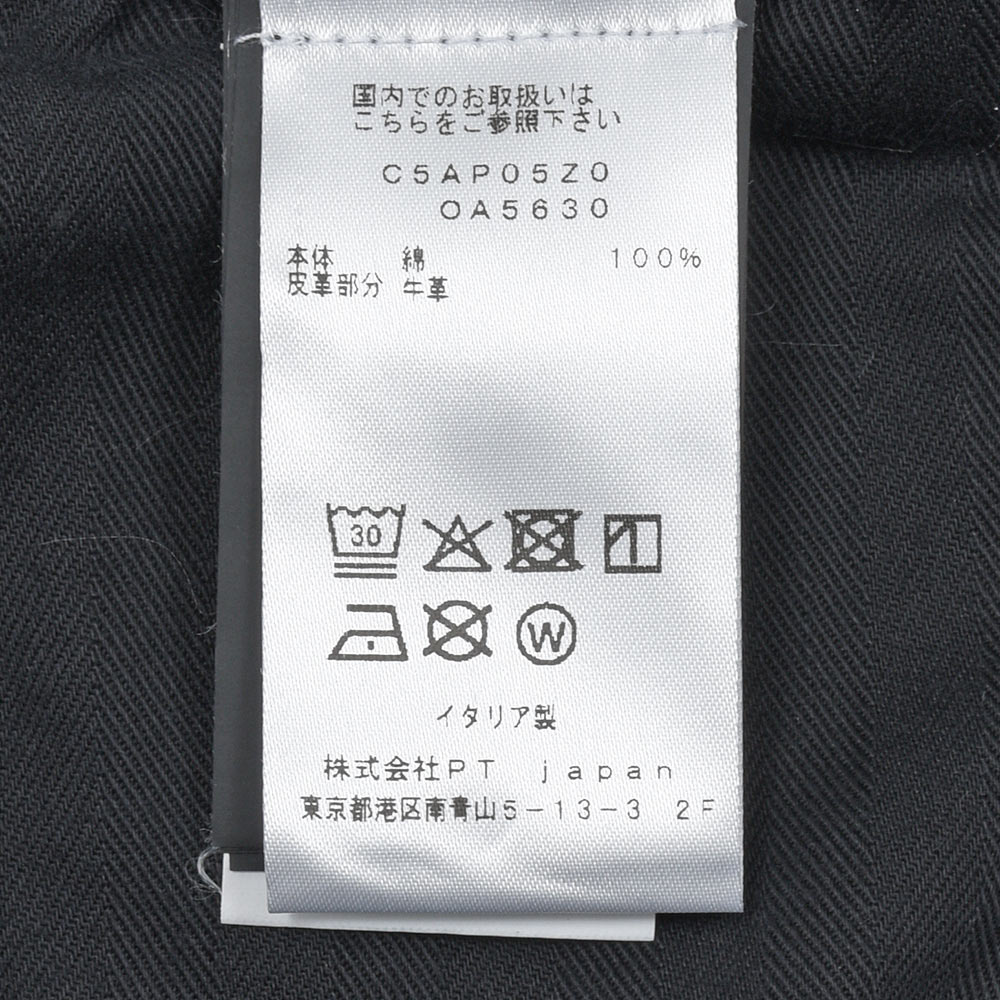 国内でのお取扱いは
こちらをご参照下さい
C5AP05Z0
0A5630
本体 綿 100%
皮革部分 牛革
30
W
イタリア製
株式会社PT japan
東京都港区南青山5-13-3 2F